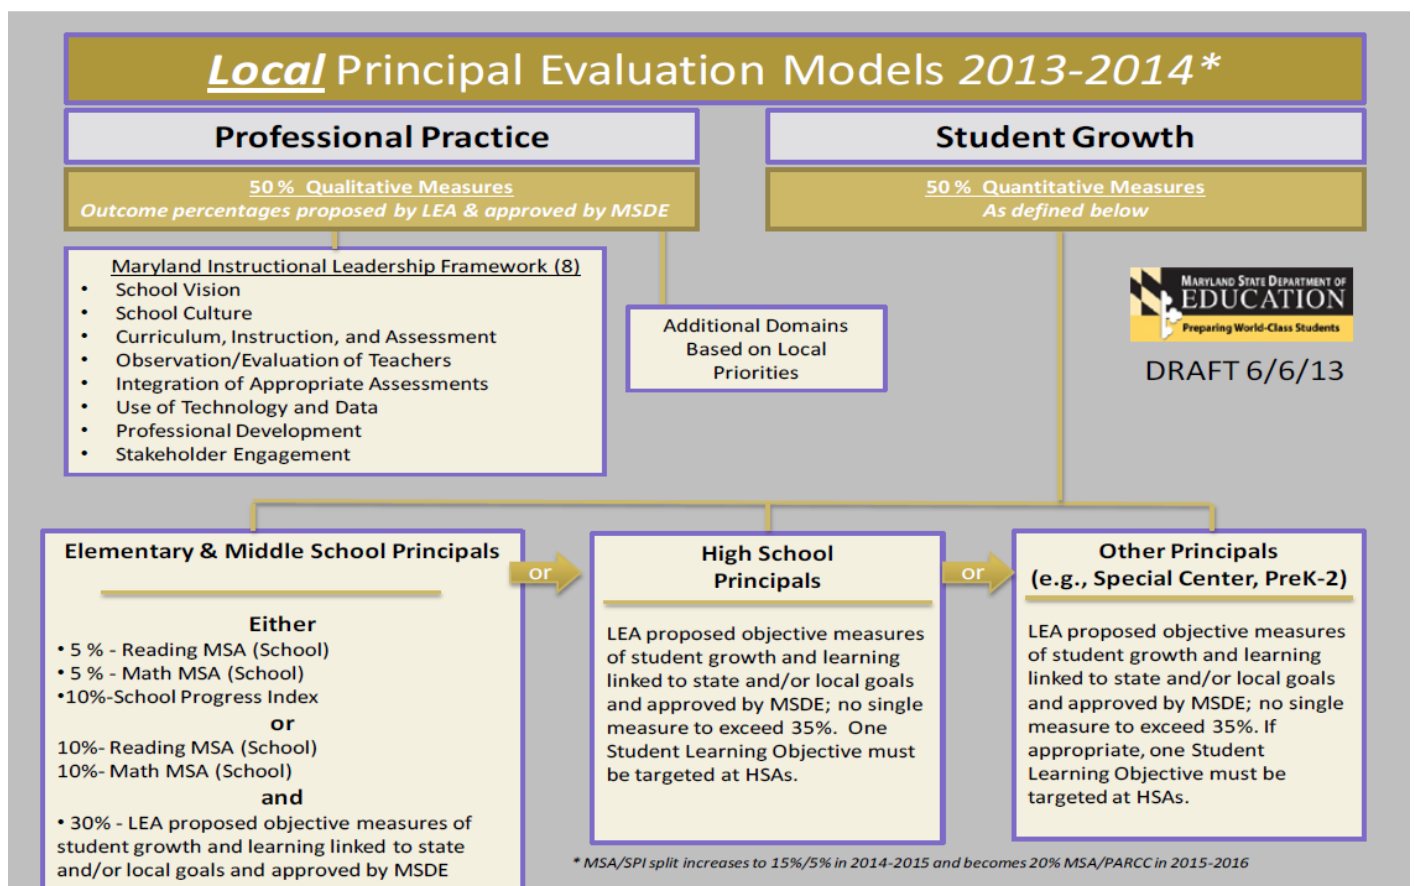 Local Principal Evaluation Models 2013-2014*
Professional Practice
50 % Qualitative Measures
Outcome percentages proposed by LEA & approved by MSDE
Student Growth
50 % Quantitative Measures
As defined below
Maryland Instructional Leadership Framework (8)
• School Vision
• School Culture
• Curriculum, Instruction, and Assessment
• Observation/Evaluation of Teachers
• Integration of Appropriate Assessments
• Use of Technology and Data
• Professional Development
• Stakeholder Engagement
Additional Domains
Based on Local
Priorities
MARYLAND STATE DEPARTMENT OF
EDUCATION
Preparing World-Class Students
DRAFT 6/6/13
Elementary & Middle School Principals
Either
• 5 % - Reading MSA (School)
• 5 % - Math MSA (School)
•10%-School Progress Index
or
10%- Reading MSA (School)
10%- Math MSA (School)
and
• 30% - LEA proposed objective measures of
student growth and learning linked to state
and/or local goals and approved by MSDE
or
High School
Principals
LEA proposed objective measures
of student growth and learning
linked to state and/or local goals
and approved by MSDE; no single
measure to exceed 35%. One
Student Learning Objective must
be targeted at HSAs.
or
Other Principals
(e.g., Special Center, PreK-2)
LEA proposed objective measures
of student growth and learning
linked to state and/or local goals
and approved by MSDE; no single
measure to exceed 35%. If
appropriate, one Student
Learning Objective must be
targeted at HSAs.
* MSA/SPI split increases to 15%/5% in 2014-2015 and becomes 20% MSA/PARCC in 2015-2016